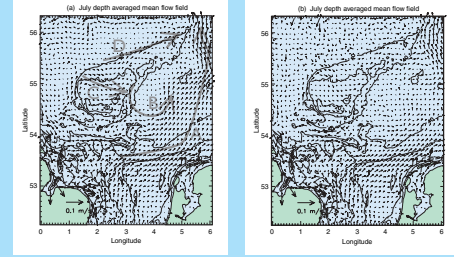 (a) July depth averaged mean flow field
56
55
54
53
Latitude
0.1 m/s
0 1 2 3 4 5 6
Longitude
(b) July depth averaged mean flow field
56
55
54
53
Latitude
0.1 m/s
0 1 2 3 4 5 6
Longitude